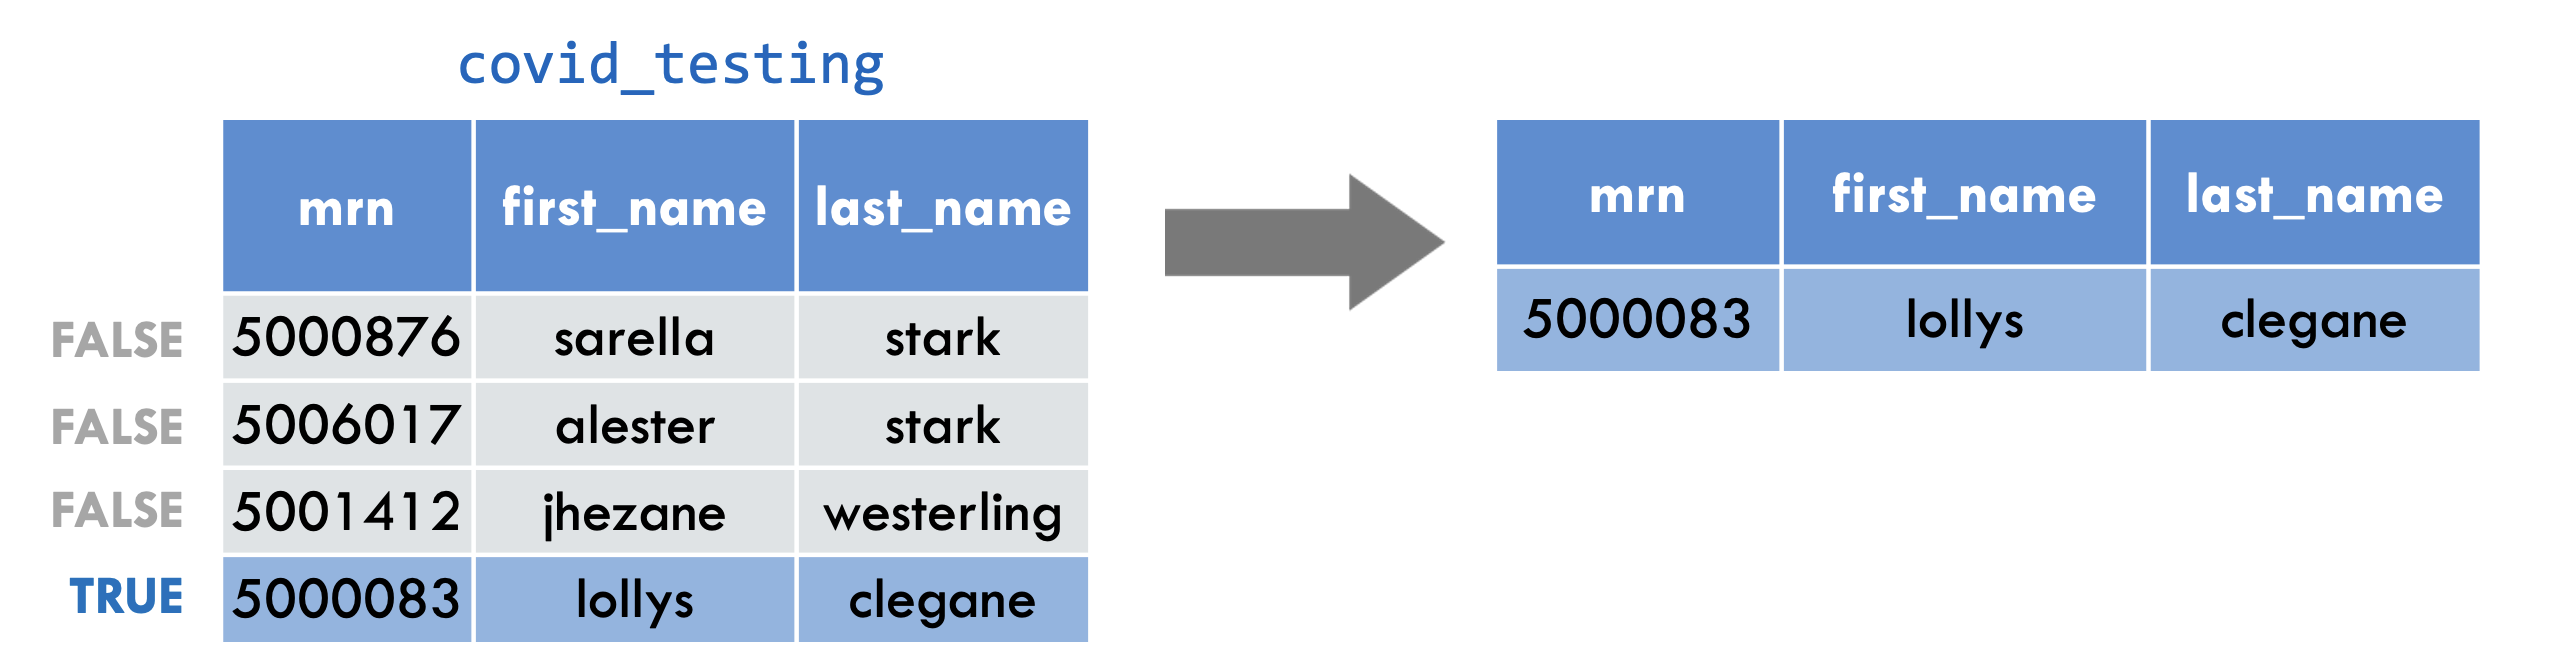 covid_testing
mrn first_name last_name
FALSE 5000876 sarella stark
FALSE 5006017 alester stark
FALSE 5001412 jhezane westerling
TRUE 5000083 lollys clegane
mrn first_name last_name
5000083 lollys clegane